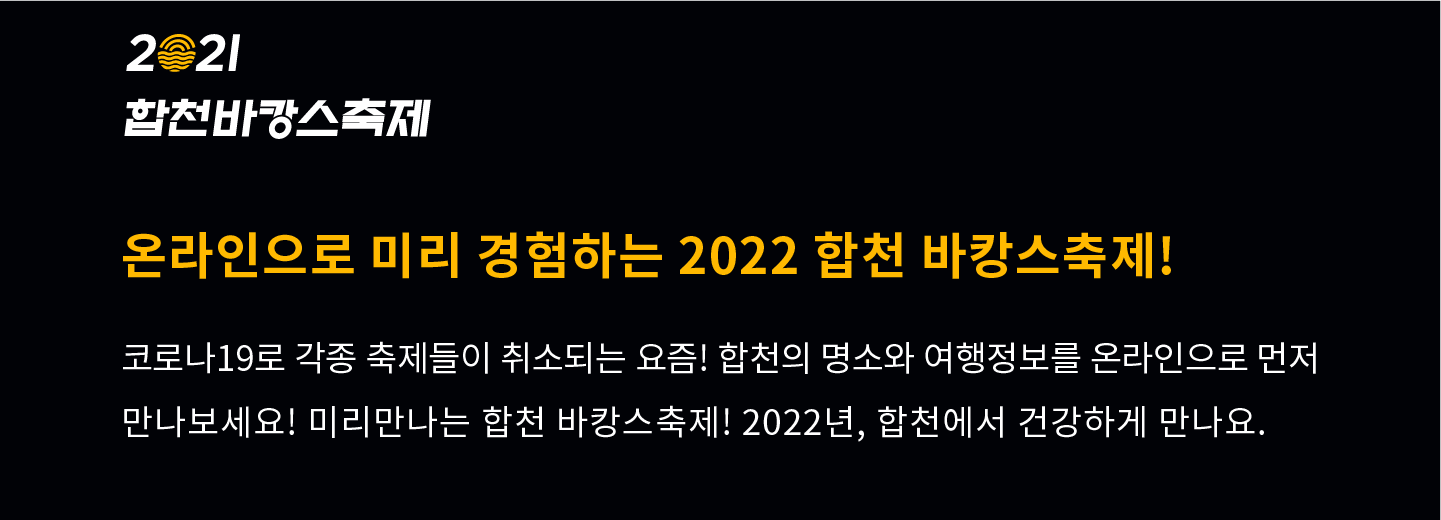 2021
합천바캉스축제
온라인으로 미리 경험하는 2022 합천 바캉스축제!
코로나19로 각종 축제들이 취소되는 요즘! 합천의 명소와 여행정보를 온라인으로 먼저
만나보세요! 미리만나는 합천 바캉스축제! 2022년, 합천에서 건강하게 만나요.